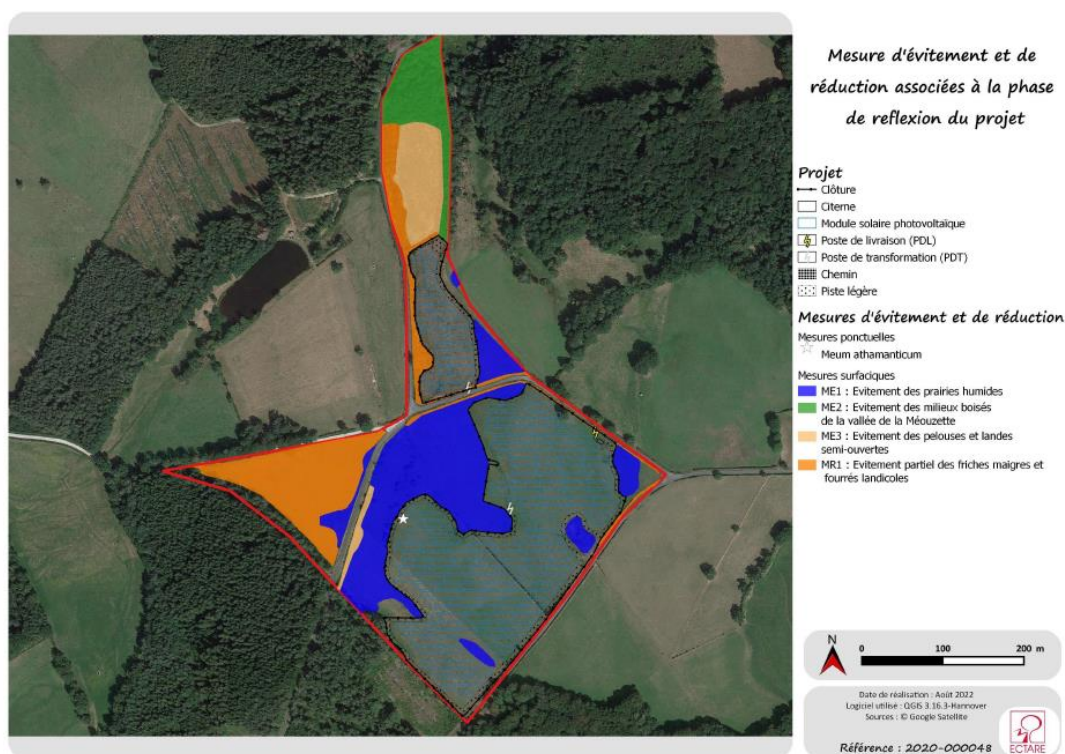 Mesure d'évitement et de
réduction associées à la phase
de reflexion du projet
Projet
Clôture
Citerne
Module solaire photovoltaïque
Poste de livraison (PDL)
Poste de transformation (PDT)
Chemin
Piste légère
Mesures d'évitement et de réduction
Mesures ponctuelles
Meum athamanticum
Mesures surfaciques
ME1 : Evitement des prairies humides
ME2 : Evitement des milieux boisés
de la vallée de la Méouzette
ME3 : Evitement des pelouses et landes
semi-ouvertes
MR1 : Evitement partiel des friches maigres et
fourrés landicoles
N
0 100 200 m
Date de réalisation : Août 2022
Logiciel utilisé : QGIS 3.16.3-Hannover
Sources : © Google Satellite
Référence : 2020-000048
ECTARE